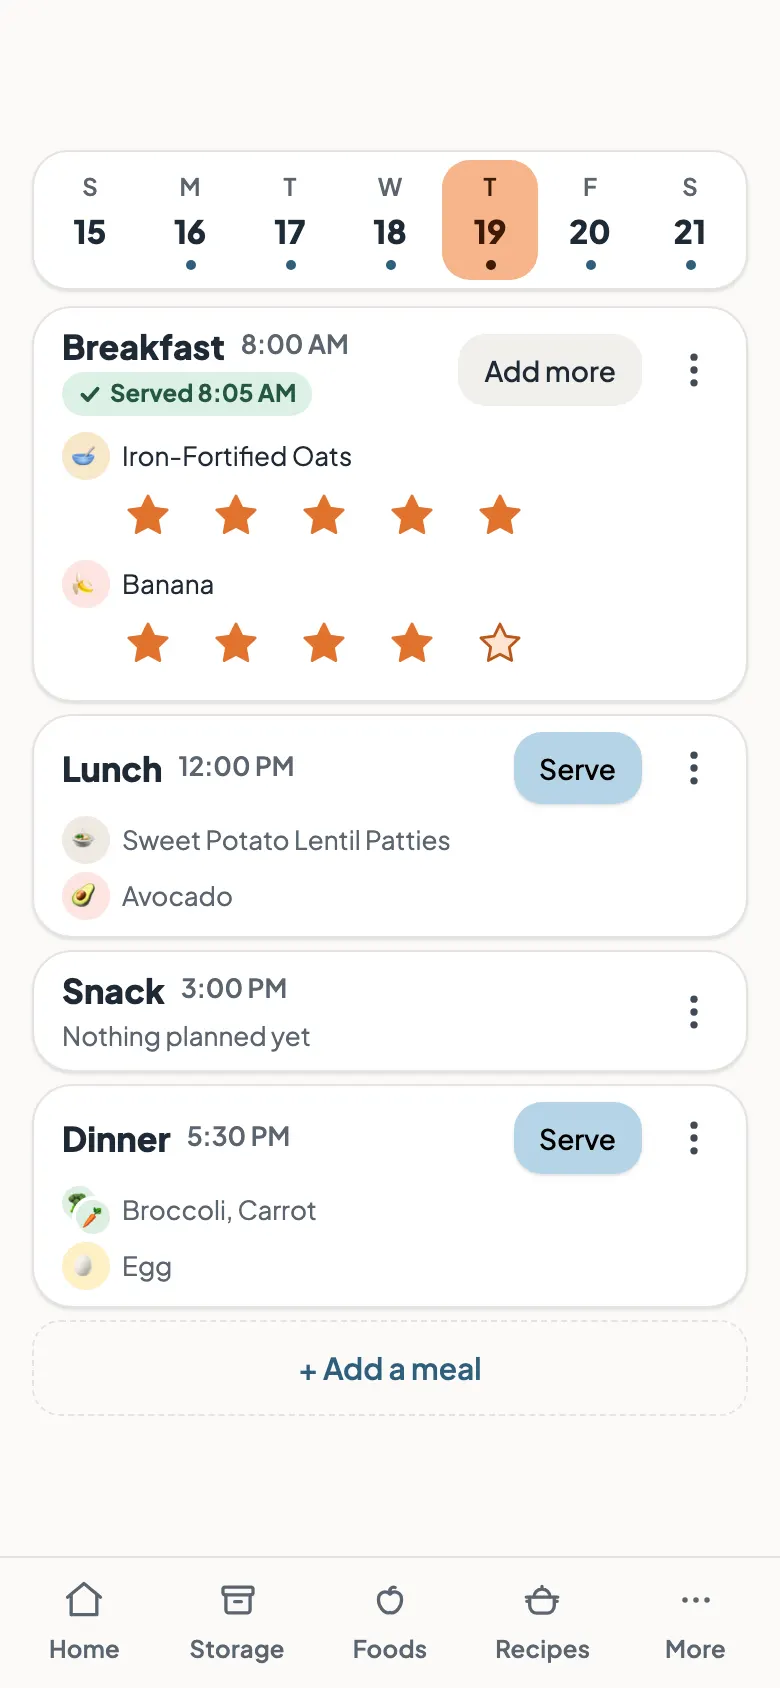 S M T W T F S
15 16 17 18 19 20 21
Breakfast 8:00 AM
Served 8:05 AM
Add more
Iron-Fortified Oats
Banana
Lunch 12:00 PM
Serve
Sweet Potato Lentil Patties
Avocado
Snack 3:00 PM
Nothing planned yet
Dinner 5:30 PM
Serve
Broccoli, Carrot
Egg
+ Add a meal
Home Storage Foods Recipes More